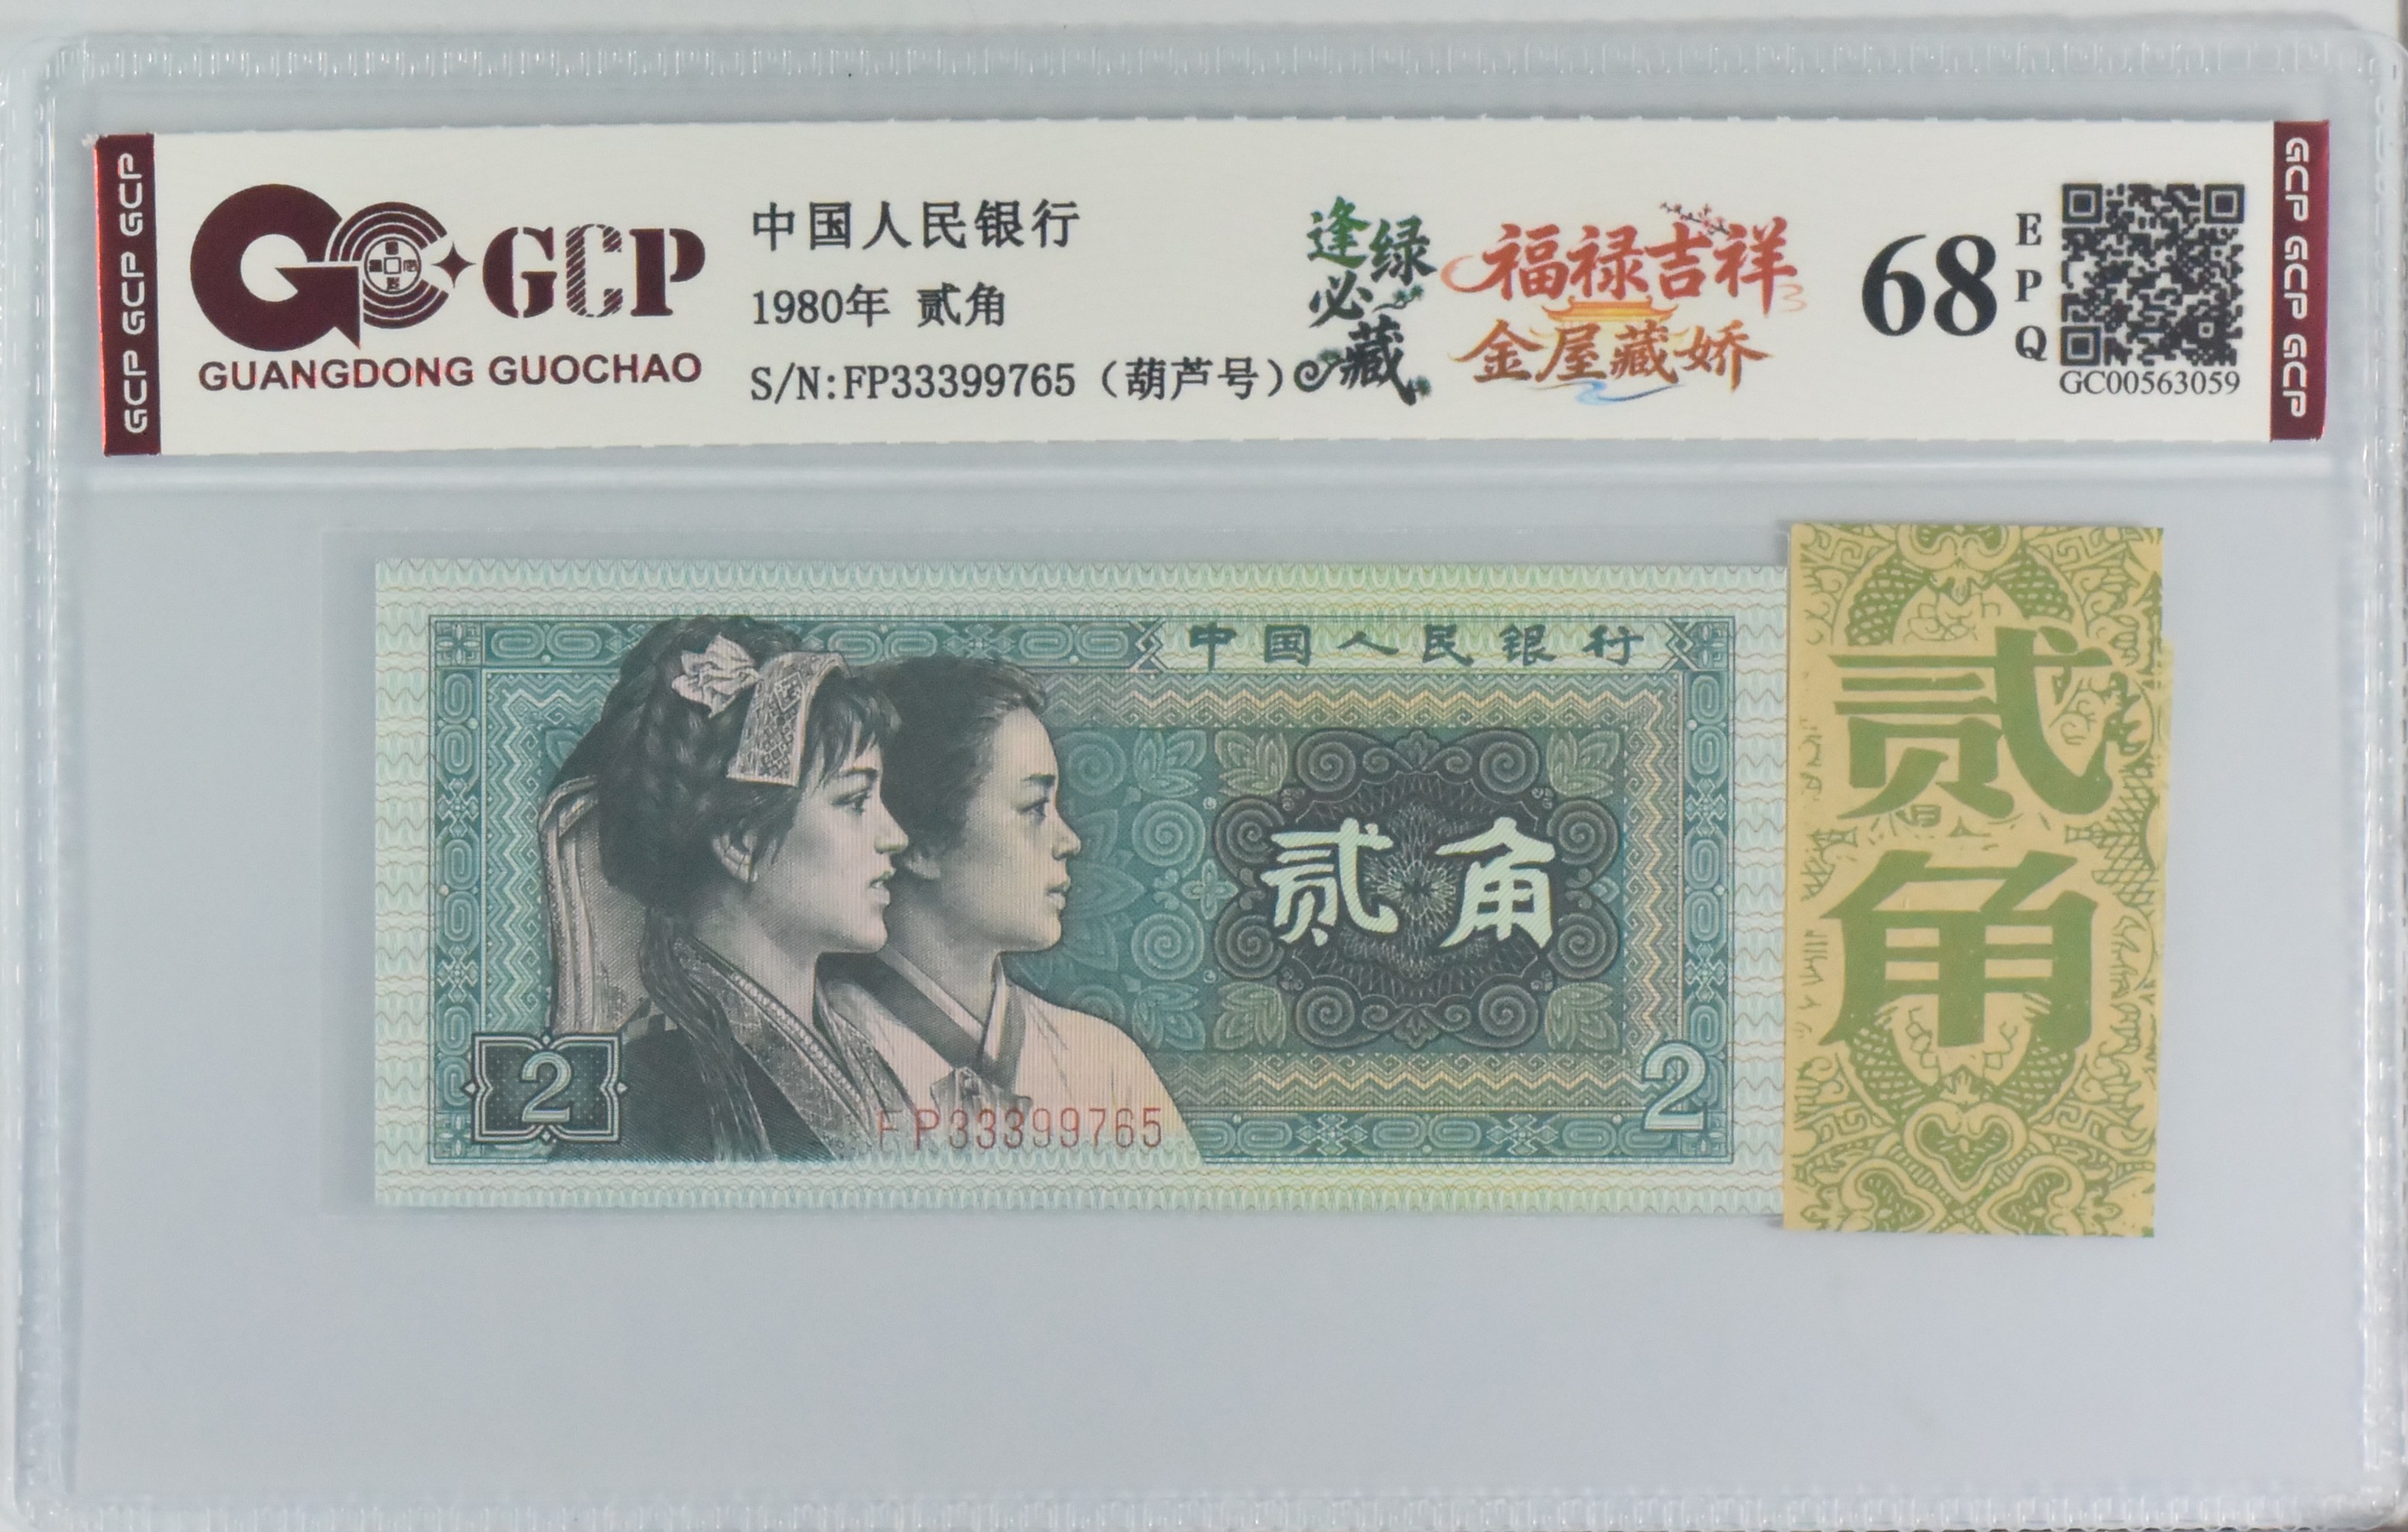 GCP GCP GCP
GCP
GUANGDONG GUOCHAO
中国人民银行
1980年 贰角
S/N:FP33399765（葫芦号）
逢绿必藏
福禄吉祥
金屋藏娇
68
EPQ
GC00563059
GCP GCP GCP
中国人民银行
贰角
2
2
FP33399765
贰角